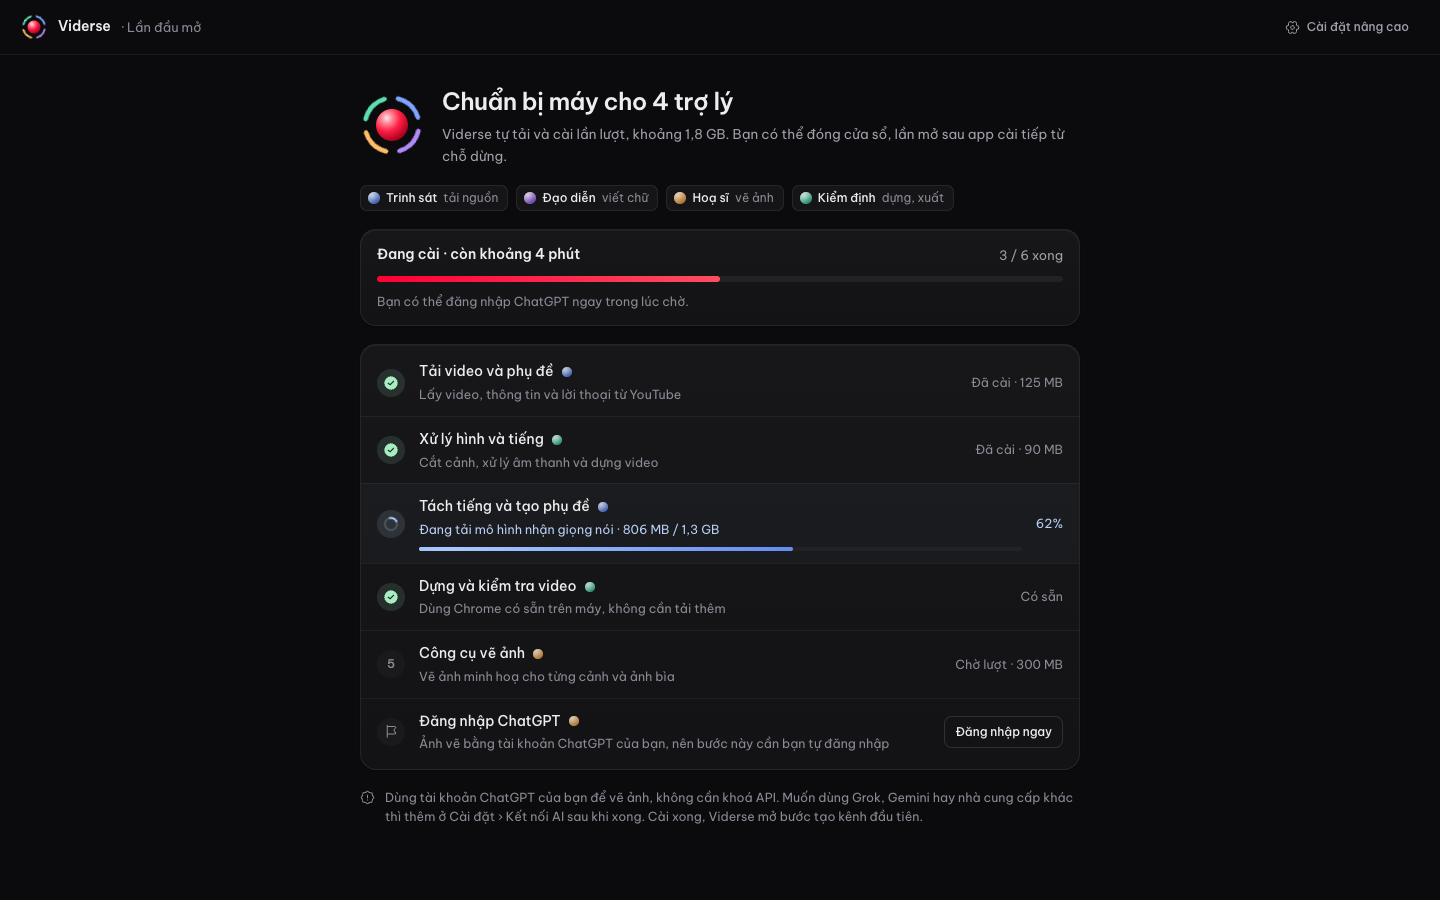 Viderse · Lần đầu mở
Cài đặt nâng cao
Chuẩn bị máy cho 4 trợ lý
Viderse tự tải và cài lần lượt, khoảng 1,8 GB. Bạn có thể đóng cửa sổ, lần mở sau app cài tiếp từ
chỗ dừng.
Trinh sát tải nguồn
Đạo diễn viết chữ
Hoạ sĩ vẽ ảnh
Kiểm định dựng, xuất
Đang cài · còn khoảng 4 phút
3 / 6 xong
Bạn có thể đăng nhập ChatGPT ngay trong lúc chờ.
Tải video và phụ đề
Lấy video, thông tin và lời thoại từ YouTube
Đã cài · 125 MB
Xử lý hình và tiếng
Cắt cảnh, xử lý âm thanh và dựng video
Đã cài · 90 MB
Tách tiếng và tạo phụ đề
Đang tải mô hình nhận giọng nói · 806 MB / 1,3 GB
62%
Dựng và kiểm tra video
Dùng Chrome có sẵn trên máy, không cần tải thêm
Có sẵn
5
Công cụ vẽ ảnh
Vẽ ảnh minh hoạ cho từng cảnh và ảnh bìa
Chờ lượt · 300 MB
Đăng nhập ChatGPT
Ảnh vẽ bằng tài khoản ChatGPT của bạn, nên bước này cần bạn tự đăng nhập
Đăng nhập ngay
Dùng tài khoản ChatGPT của bạn để vẽ ảnh, không cần khoá API. Muốn dùng Grok, Gemini hay nhà cung cấp khác
thì thêm ở Cài đặt › Kết nối AI sau khi xong. Cài xong, Viderse mở bước tạo kênh đầu tiên.